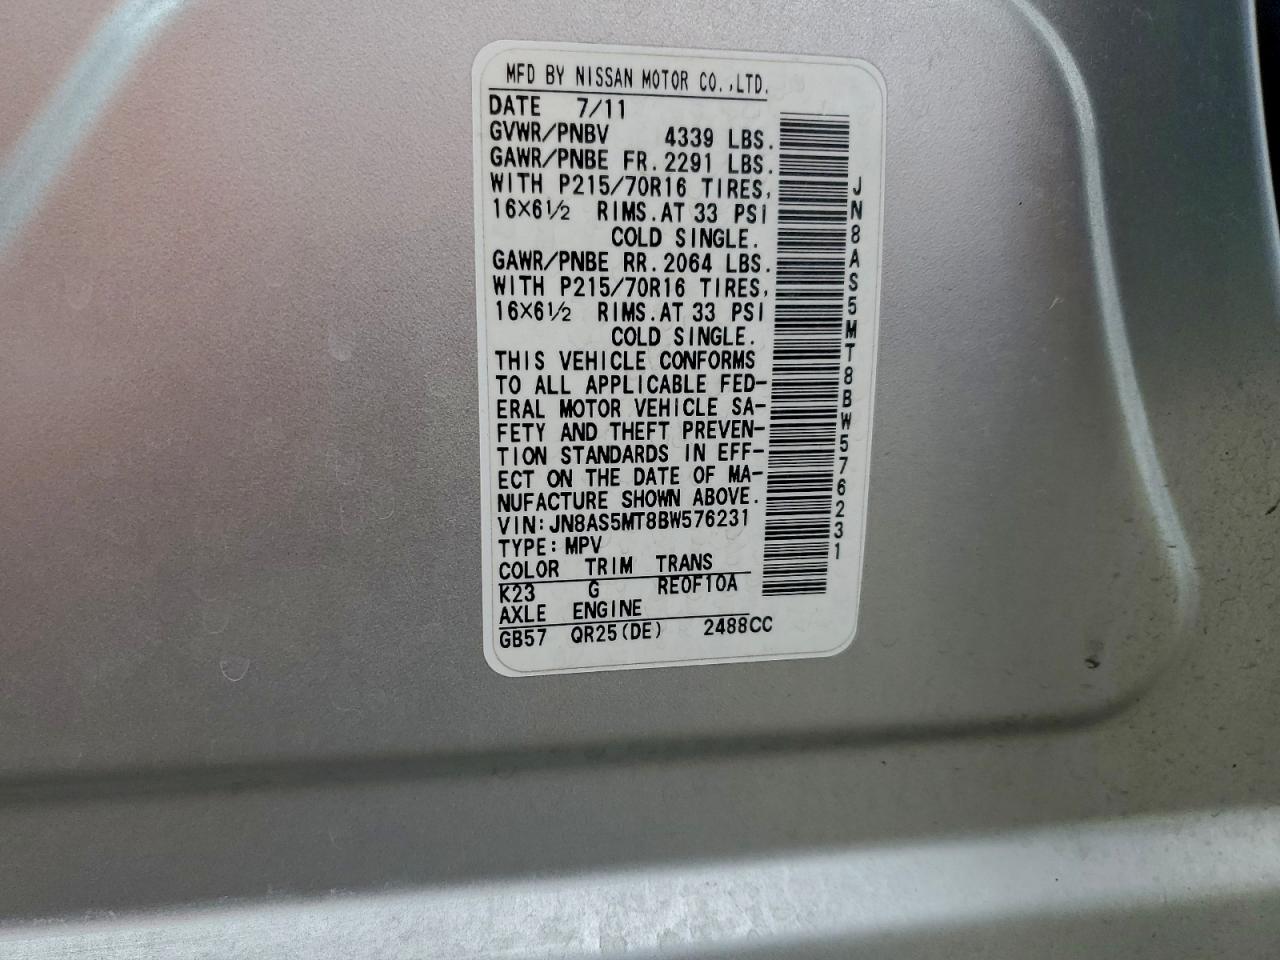 MFD BY NISSAN MOTOR CO.,LTD.
DATE 7/11
GVWR/PNBV 4339 LBS.
GAWR/PNBE FR.2291 LBS.
WITH P215/70R16 TIRES,
16×6½ RIMS.AT 33 PSI
COLD SINGLE.
GAWR/PNBE RR.2064 LBS.
WITH P215/70R16 TIRES,
16×6½ RIMS.AT 33 PSI
COLD SINGLE.
THIS VEHICLE CONFORMS
TO ALL APPLICABLE FED-
ERAL MOTOR VEHICLE SA-
FETY AND THEFT PREVEN-
TION STANDARDS IN EFF-
ECT ON THE DATE OF MA-
NUFACTURE SHOWN ABOVE.
VIN:JN8AS5MT8BW576231
TYPE:MPV
COLOR TRIM TRANS
K23 G RE0F10A
AXLE ENGINE
GB57 QR25(DE) 2488CC
JN8AS5MT8BW576231